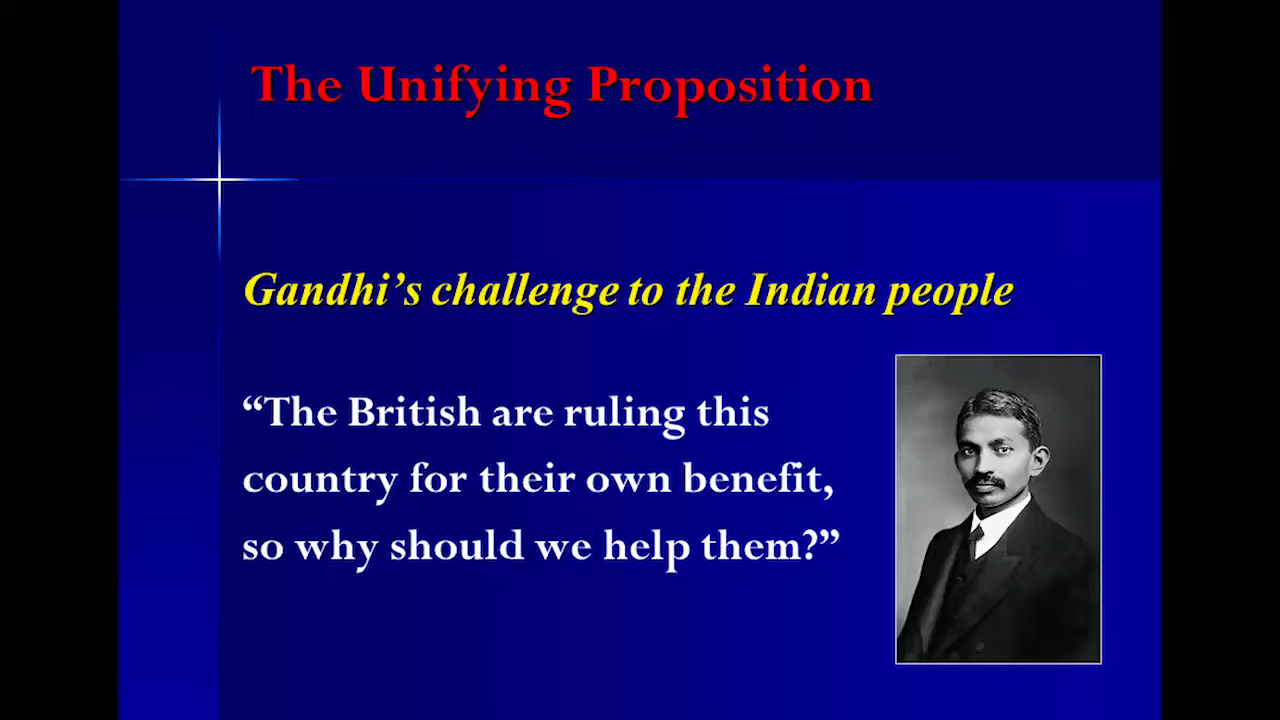 The Unifying Proposition
Gandhi’s challenge to the Indian people
“The British are ruling this
country for their own benefit,
so why should we help them?”